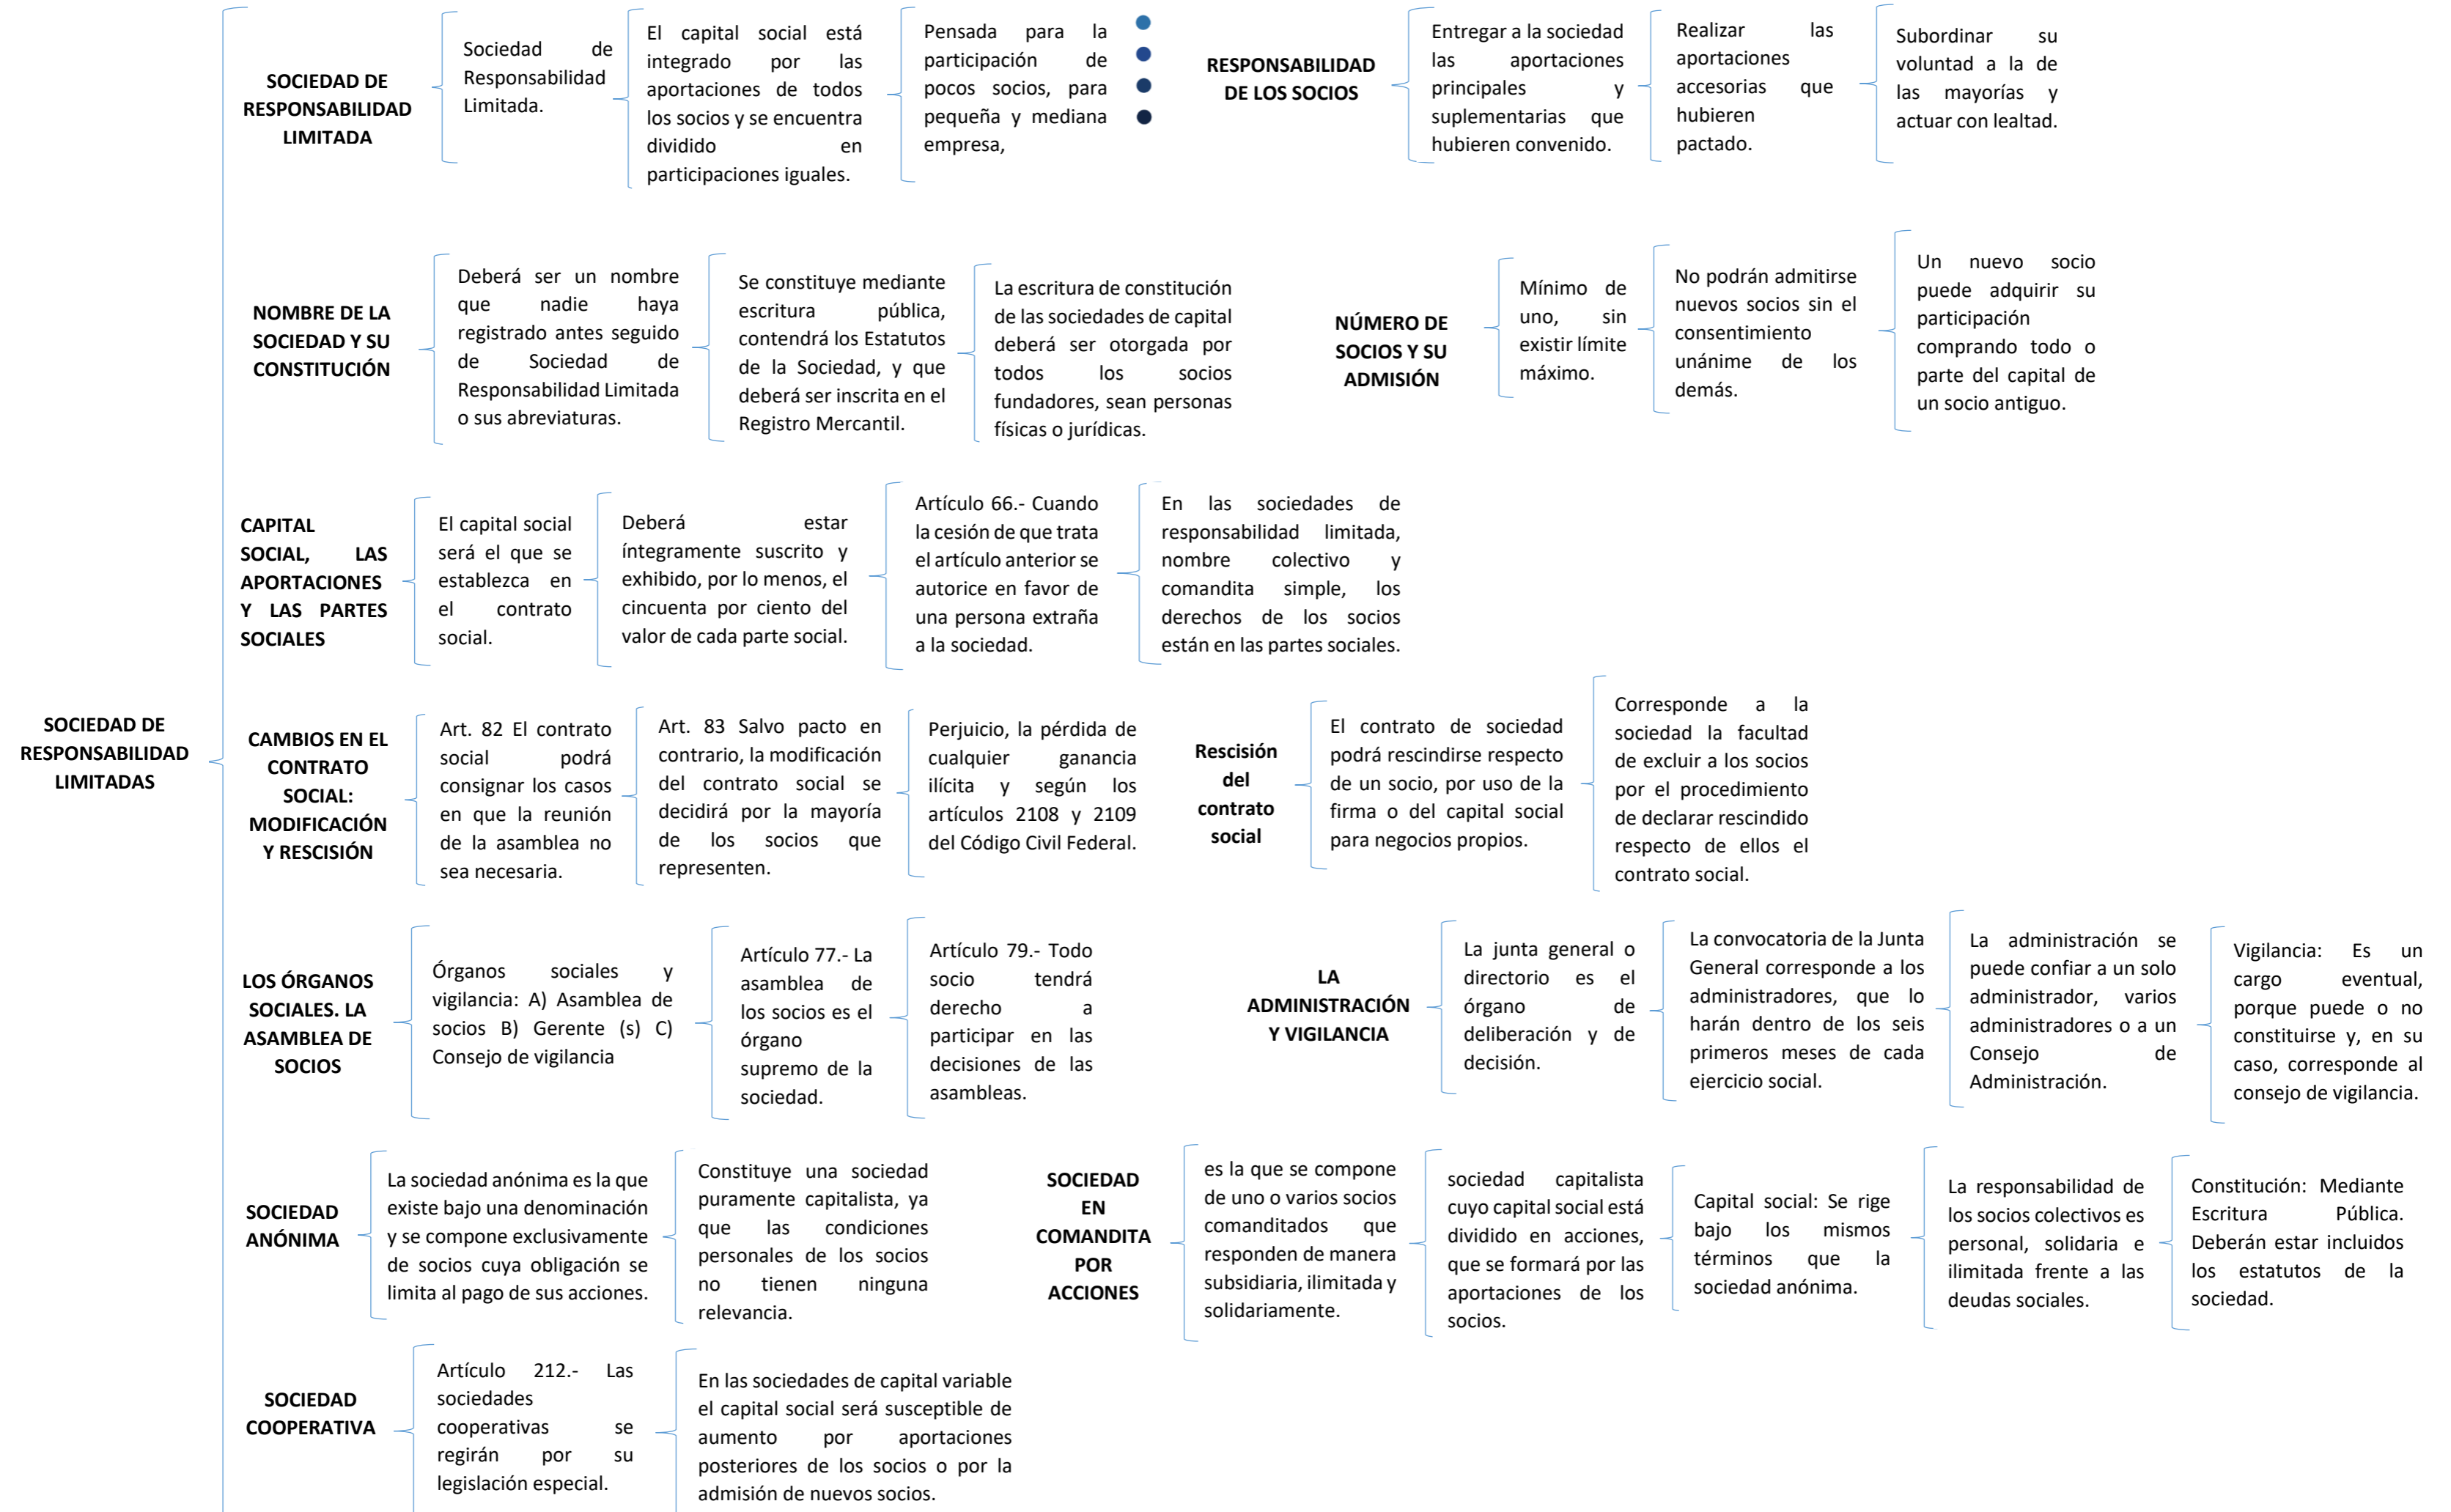 SOCIEDAD DE
RESPONSABILIDAD
LIMITADAS
SOCIEDAD DE
RESPONSABILIDAD
LIMITADA
Sociedad de
Responsabilidad
Limitada.
El capital social está
integrado por las
aportaciones de todos
los socios y se encuentra
dividido en
participaciones iguales.
Pensada para la
participación de
pocos socios, para
pequeña y mediana
empresa,
RESPONSABILIDAD
DE LOS SOCIOS
Entregar a la sociedad
las aportaciones
principales y
suplementarias que
hubieren convenido.
Realizar las
aportaciones
accesorias que
hubieren
pactado.
Subordinar su
voluntad a la de
las mayorías y
actuar con lealtad.
NOMBRE DE LA
SOCIEDAD Y SU
CONSTITUCIÓN
Deberá ser un nombre
que nadie haya
registrado antes seguido
de Sociedad de
Responsabilidad Limitada
o sus abreviaturas.
Se constituye mediante
escritura pública,
contendrá los Estatutos
de la Sociedad, y que
deberá ser inscrita en el
Registro Mercantil.
La escritura de constitución
de las sociedades de capital
deberá ser otorgada por
todos los socios
fundadores, sean personas
físicas o jurídicas.
NÚMERO DE
SOCIOS Y SU
ADMISIÓN
Mínimo de
uno, sin
existir límite
máximo.
No podrán admitirse
nuevos socios sin el
consentimiento
unánime de los
demás.
Un nuevo socio
puede adquirir su
participación
comprando todo o
parte del capital de
un socio antiguo.
CAPITAL
SOCIAL, LAS
APORTACIONES
Y LAS PARTES
SOCIALES
El capital social
será el que se
establezca en
el contrato
social.
Deberá estar
íntegramente suscrito y
exhibido, por lo menos, el
cincuenta por ciento del
valor de cada parte social.
Artículo 66.- Cuando
la cesión de que trata
el artículo anterior se
autorice en favor de
una persona extraña
a la sociedad.
En las sociedades de
responsabilidad limitada,
nombre colectivo y
comandita simple, los
derechos de los socios
están en las partes sociales.
CAMBIOS EN EL
CONTRATO
SOCIAL:
MODIFICACIÓN
Y RESCISIÓN
Art. 82 El contrato
social podrá
consignar los casos
en que la reunión
de la asamblea no
sea necesaria.
Art. 83 Salvo pacto en
contrario, la modificación
del contrato social se
decidirá por la mayoría
de los socios que
representen.
Perjuicio, la pérdida de
cualquier ganancia
ilícita y según los
artículos 2108 y 2109
del Código Civil Federal.
Rescisión
del
contrato
social
El contrato de sociedad
podrá rescindirse respecto
de un socio, por uso de la
firma o del capital social
para negocios propios.
Corresponde a la
sociedad la facultad
de excluir a los socios
por el procedimiento
de declarar rescindido
respecto de ellos el
contrato social.
LOS ÓRGANOS
SOCIALES. LA
ASAMBLEA DE
SOCIOS
Órganos sociales y
vigilancia: A) Asamblea de
socios B) Gerente (s) C)
Consejo de vigilancia
Artículo 77.- La
asamblea de
los socios es el
órgano
supremo de la
sociedad.
Artículo 79.- Todo
socio tendrá
derecho a
participar en las
decisiones de las
asambleas.
LA
ADMINISTRACIÓN
Y VIGILANCIA
La junta general o
directorio es el
órgano de
deliberación y de
decisión.
La convocatoria de la Junta
General corresponde a los
administradores, que lo
harán dentro de los seis
primeros meses de cada
ejercicio social.
La administración se
puede confiar a un solo
administrador, varios
administradores o a un
Consejo de
Administración.
Vigilancia: Es un
cargo eventual,
porque puede o no
constituirse y, en su
caso, corresponde al
consejo de vigilancia.
SOCIEDAD
ANÓNIMA
La sociedad anónima es la que
existe bajo una denominación
y se compone exclusivamente
de socios cuya obligación se
limita al pago de sus acciones.
Constituye una sociedad
puramente capitalista, ya
que las condiciones
personales de los socios
no tienen ninguna
relevancia.
SOCIEDAD
EN
COMANDITA
POR
ACCIONES
es la que se compone
de uno o varios socios
comanditados que
responden de manera
subsidiaria, ilimitada y
solidariamente.
sociedad capitalista
cuyo capital social está
dividido en acciones,
que se formará por las
aportaciones de los
socios.
Capital social: Se rige
bajo los mismos
términos que la
sociedad anónima.
La responsabilidad de
los socios colectivos es
personal, solidaria e
ilimitada frente a las
deudas sociales.
Constitución: Mediante
Escritura Pública.
Deberán estar incluidos
los estatutos de la
sociedad.
SOCIEDAD
COOPERATIVA
Artículo 212.- Las
sociedades
cooperativas se
regirán por su
legislación especial.
En las sociedades de capital variable
el capital social será susceptible de
aumento por aportaciones
posteriores de los socios o por la
admisión de nuevos socios.